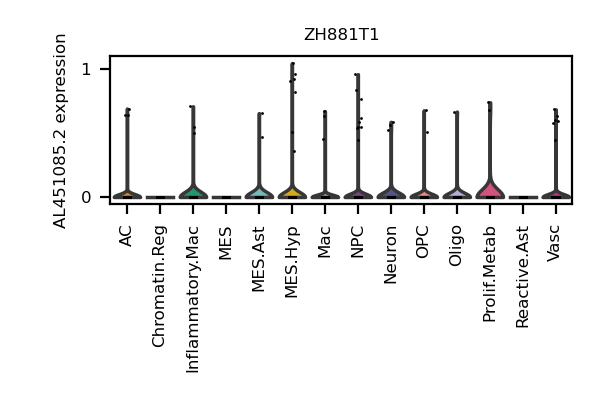 ZH881T1
AL451085.2 expression
1
0
AC
Chromatin.Reg
Inflammatory.Mac
MES
MES.Ast
MES.Hyp
Mac
NPC
Neuron
OPC
Oligo
Prolif.Metab
Reactive.Ast
Vasc